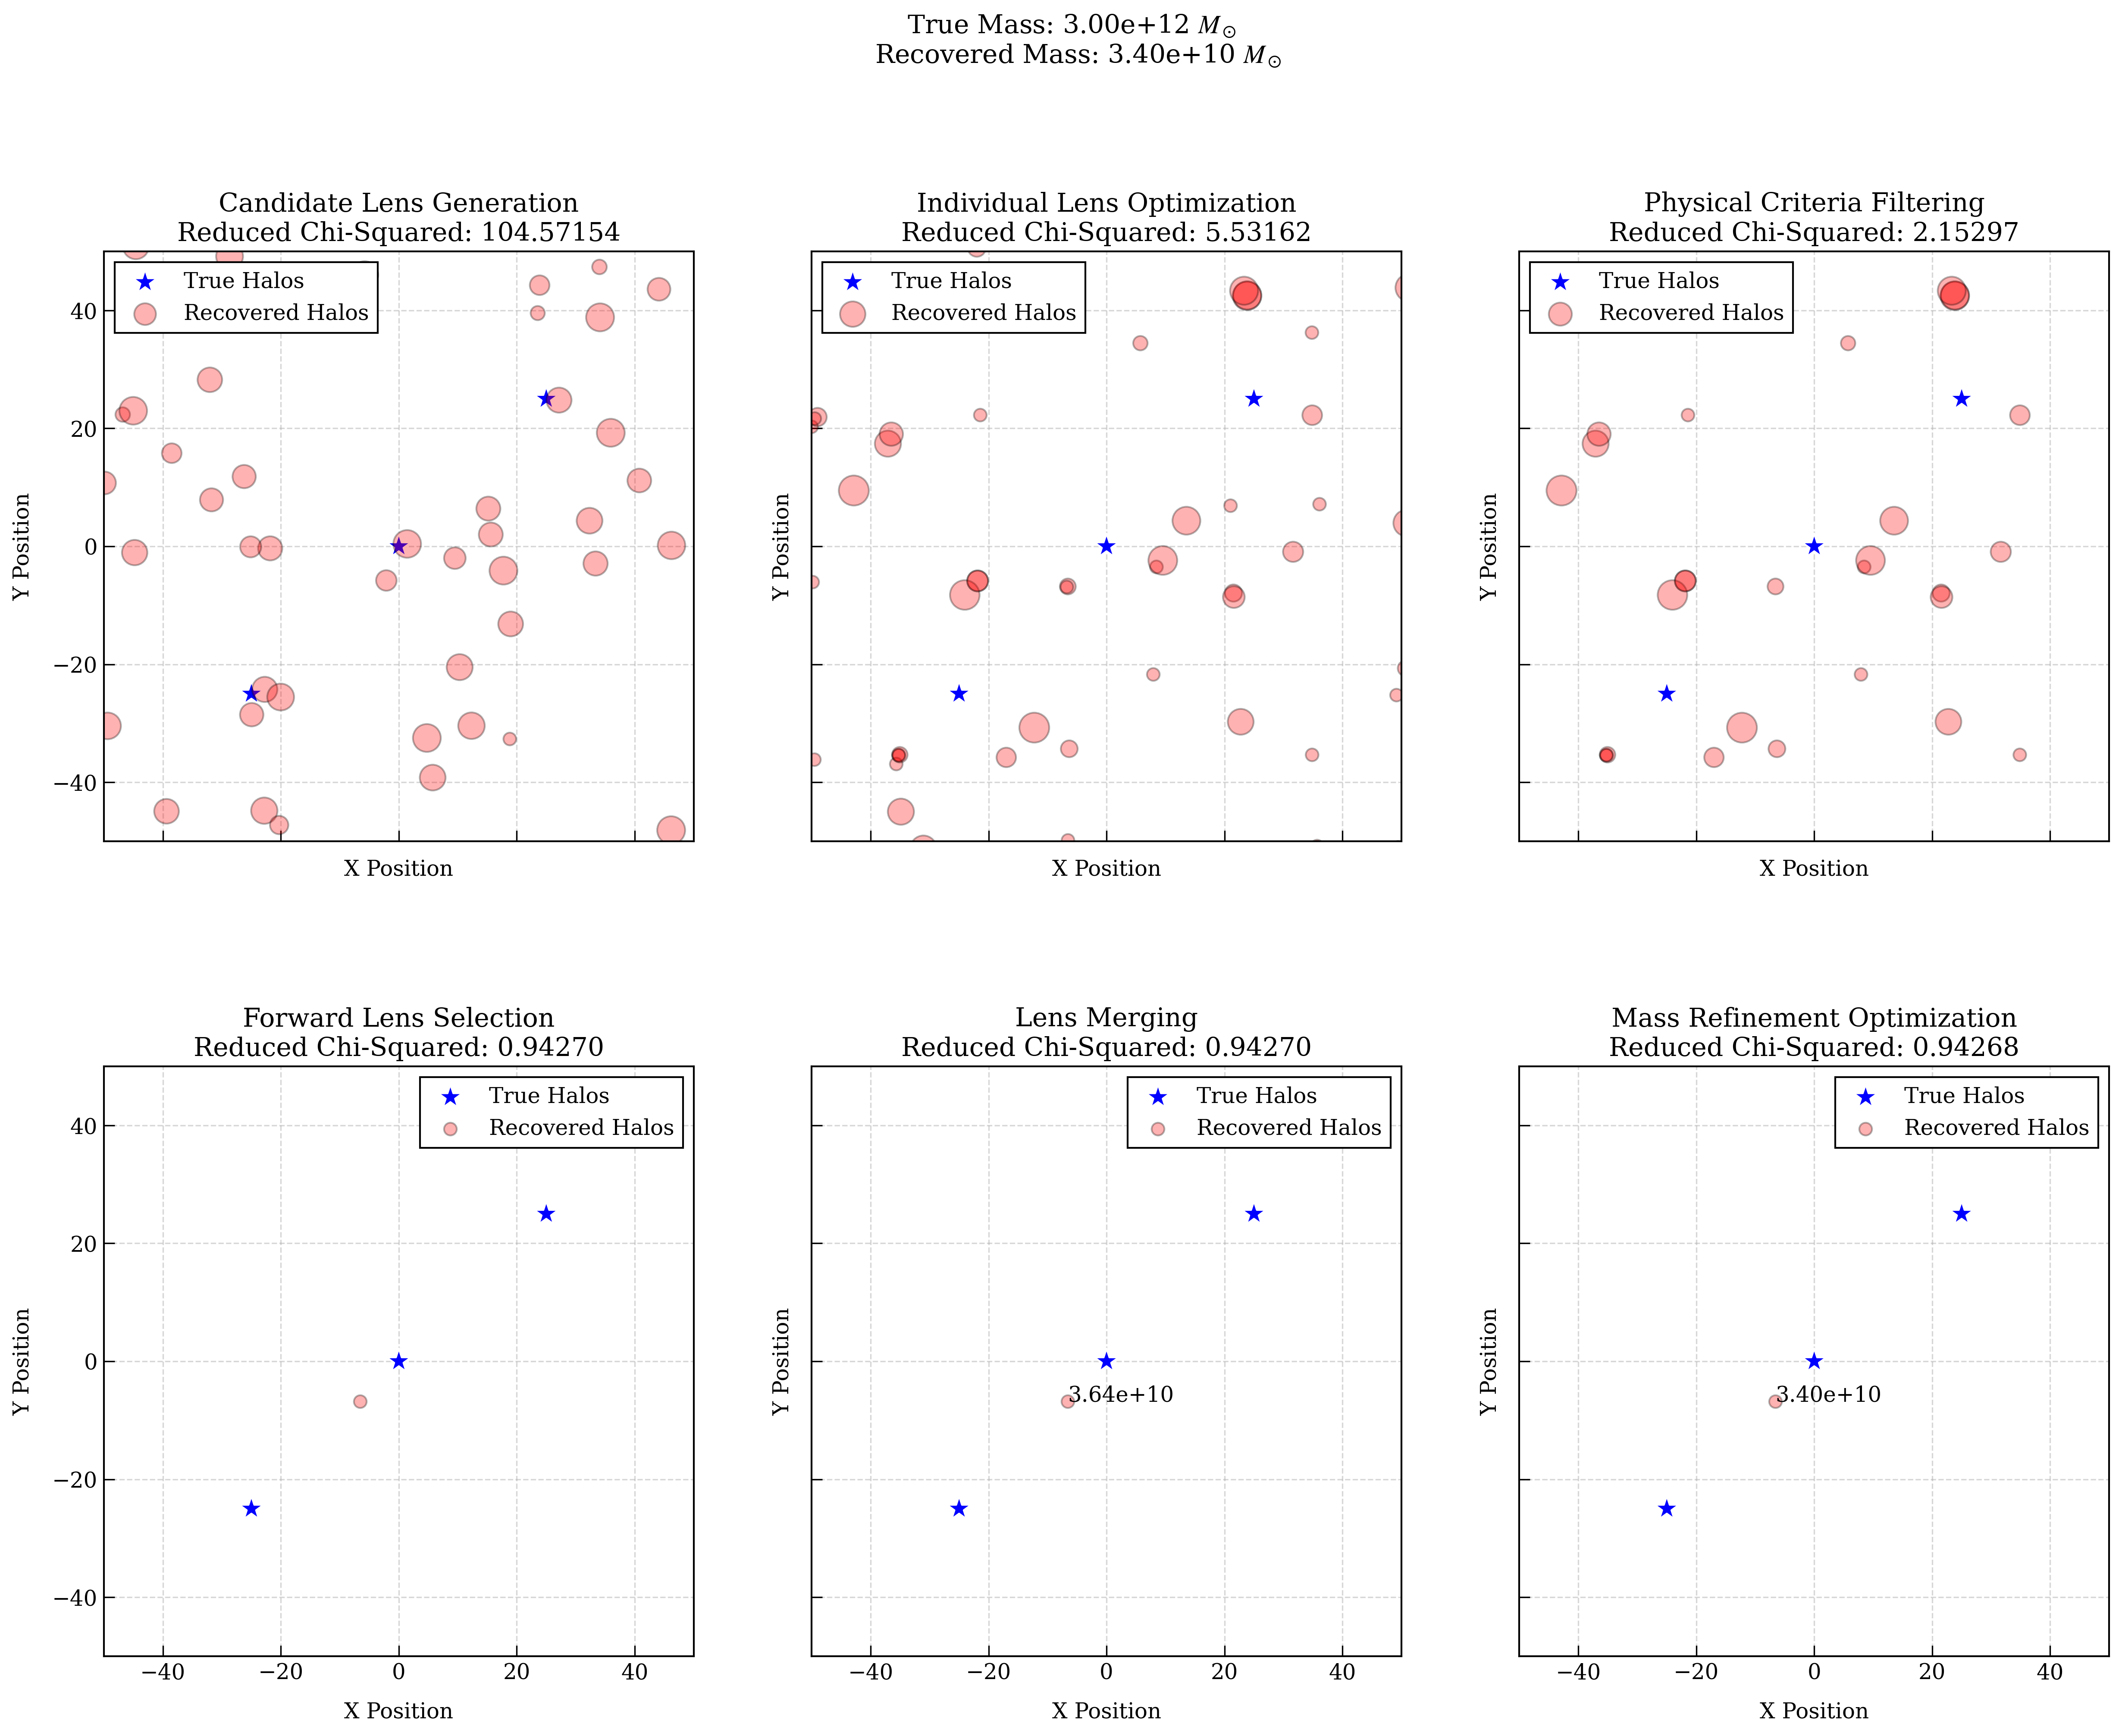 True Mass: 3.00e+12 M⊙
Recovered Mass: 3.40e+10 M⊙
Candidate Lens Generation
Reduced Chi-Squared: 104.57154
True Halos
Recovered Halos
40
20
0
−20
−40
Y Position
X Position
Individual Lens Optimization
Reduced Chi-Squared: 5.53162
True Halos
Recovered Halos
Y Position
X Position
Physical Criteria Filtering
Reduced Chi-Squared: 2.15297
True Halos
Recovered Halos
Y Position
X Position
Forward Lens Selection
Reduced Chi-Squared: 0.94270
True Halos
Recovered Halos
40
20
0
−20
−40
Y Position
−40 −20 0 20 40
X Position
Lens Merging
Reduced Chi-Squared: 0.94270
True Halos
Recovered Halos
3.64e+10
Y Position
−40 −20 0 20 40
X Position
Mass Refinement Optimization
Reduced Chi-Squared: 0.94268
True Halos
Recovered Halos
3.40e+10
Y Position
−40 −20 0 20 40
X Position